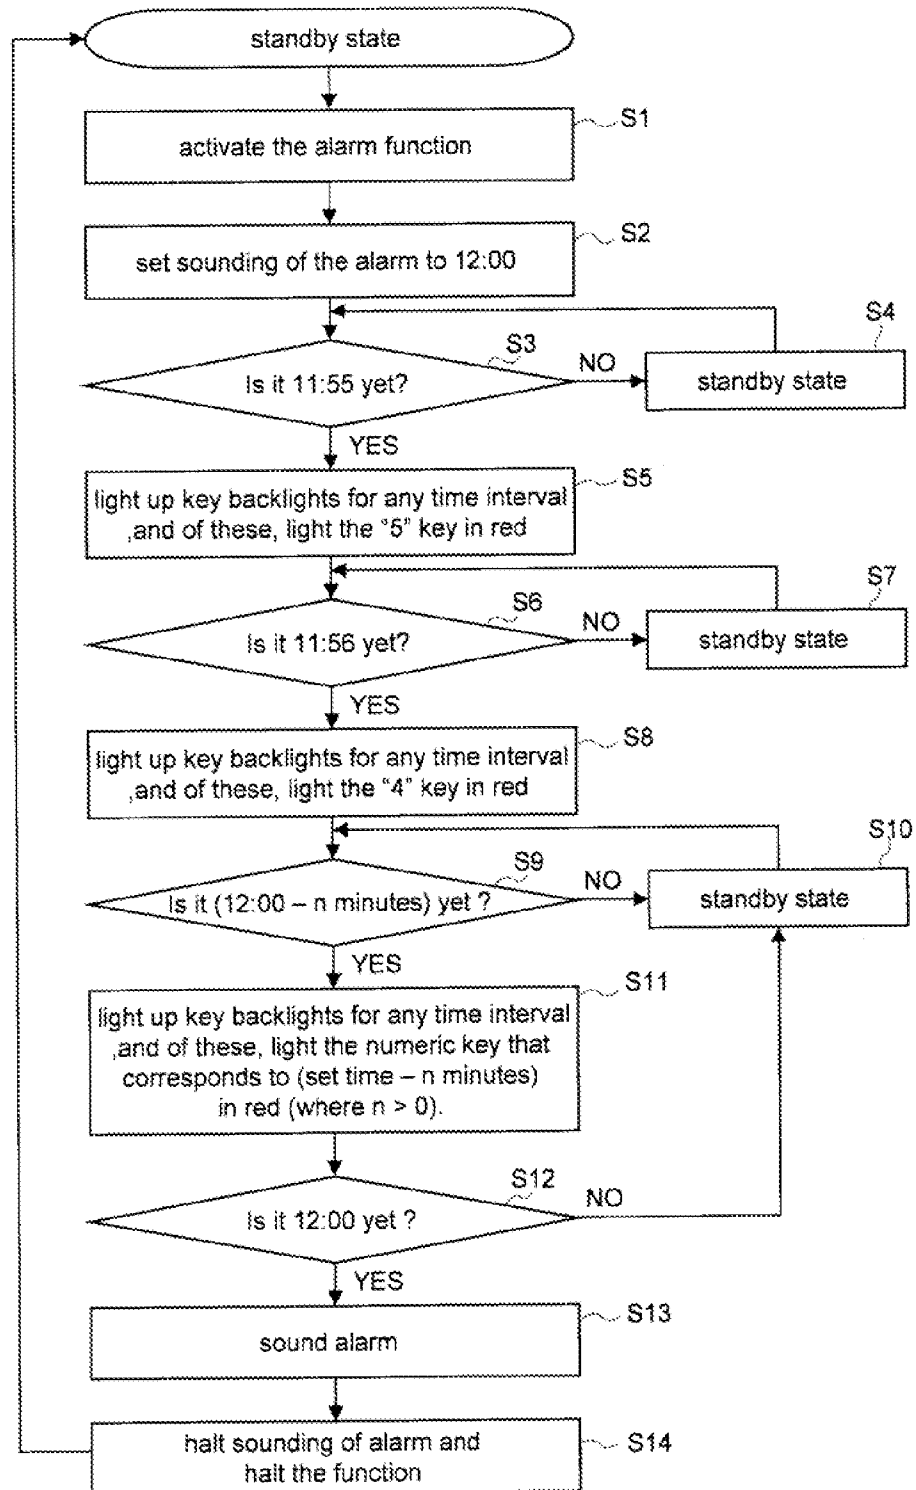 standby state
S1
activate the alarm function
S2
set sounding of the alarm to 12:00
S3
Is it 11:55 yet?
NO
S4
standby state
YES
S5
light up key backlights for any time interval
,and of these, light the "5" key in red
S6
Is it 11:56 yet?
NO
S7
standby state
YES
S8
light up key backlights for any time interval
,and of these, light the "4" key in red
S9
Is it (12:00 – n minutes) yet ?
NO
S10
standby state
YES
S11
light up key backlights for any time interval
,and of these, light the numeric key that
corresponds to (set time – n minutes)
in red (where n > 0).
S12
Is it 12:00 yet ?
NO
YES
S13
sound alarm
S14
halt sounding of alarm and
halt the function